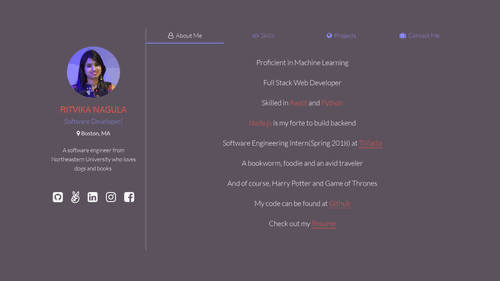 About Me
Skills
Projects
Contact Me
RITVIKA NAGULA
Software Developer!
Boston, MA
A software engineer from
Northeastern University who loves
dogs and books
Proficient in Machine Learning
Full Stack Web Developer
Skilled in React and Python
Node.js is my forte to build backend
Software Engineering Intern(Spring 2018) at Trifacta
A bookworm, foodie and an avid traveler
And of course, Harry Potter and Game of Thrones
My code can be found at Github
Check out my Resume